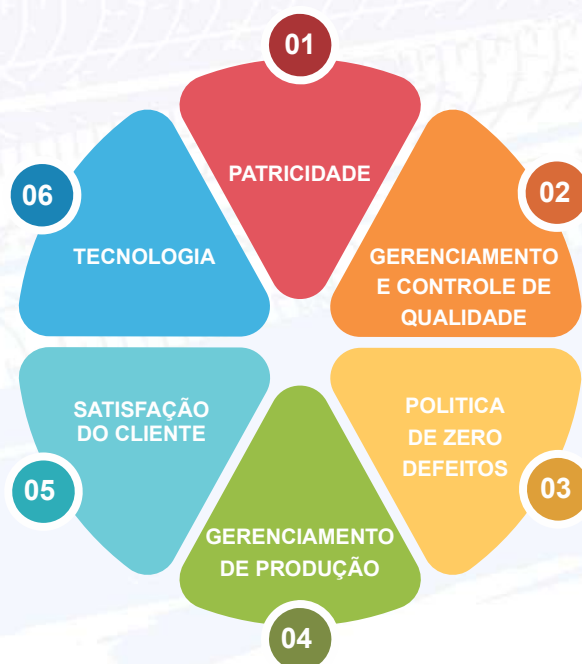 01
PATRICIDADE
02
GERENCIAMENTO
E CONTROLE DE
QUALIDADE
03
POLITICA
DE ZERO
DEFEITOS
04
GERENCIAMENTO
DE PRODUÇÃO
05
SATISFAÇÃO
DO CLIENTE
06
TECNOLOGIA